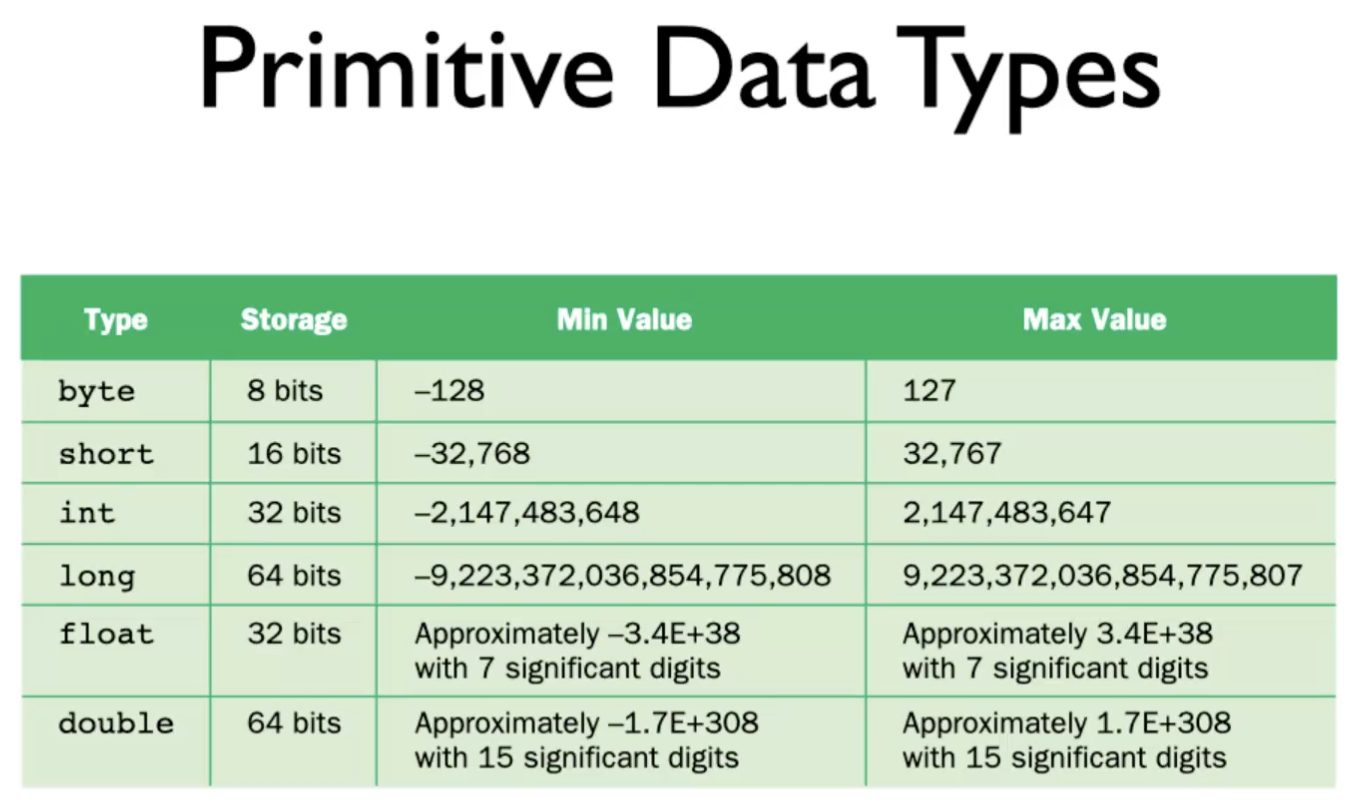 Primitive Data Types
Type Storage Min Value Max Value
byte 8 bits –128 127
short 16 bits –32,768 32,767
int 32 bits –2,147,483,648 2,147,483,647
long 64 bits –9,223,372,036,854,775,808 9,223,372,036,854,775,807
float 32 bits Approximately –3.4E+38 Approximately 3.4E+38
with 7 significant digits with 7 significant digits
double 64 bits Approximately –1.7E+308 Approximately 1.7E+308
with 15 significant digits with 15 significant digits